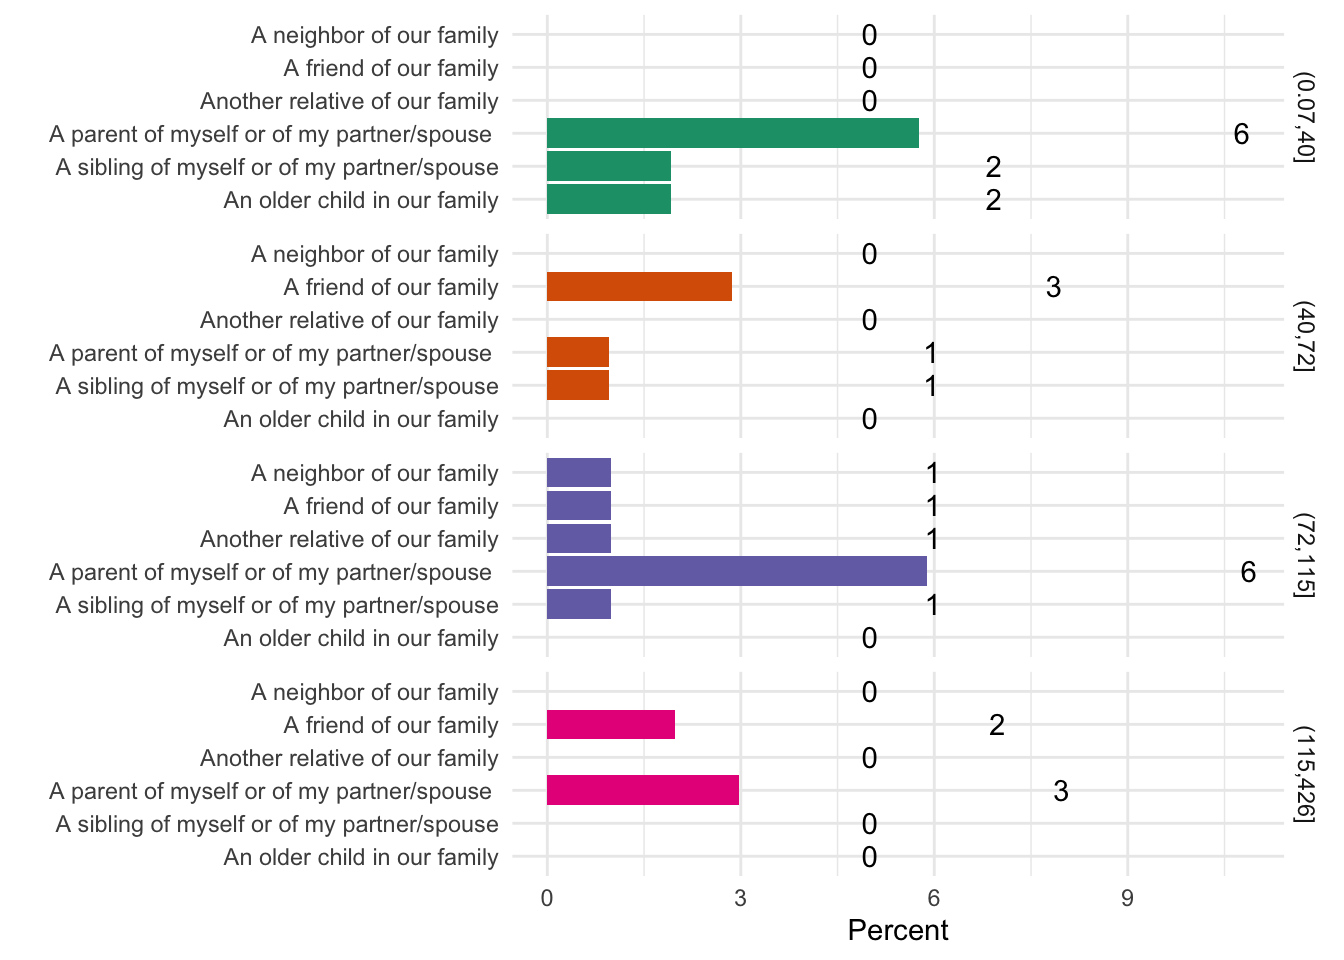 A neighbor of our family 0
A friend of our family 0
Another relative of our family 0
A parent of myself or of my partner/spouse 6
A sibling of myself or of my partner/spouse 2
An older child in our family 2
(0.07,40]
A neighbor of our family 0
A friend of our family 3
Another relative of our family 0
A parent of myself or of my partner/spouse 1
A sibling of myself or of my partner/spouse 1
An older child in our family 0
(40,72]
A neighbor of our family 1
A friend of our family 1
Another relative of our family 1
A parent of myself or of my partner/spouse 6
A sibling of myself or of my partner/spouse 1
An older child in our family 0
(72,115]
A neighbor of our family 0
A friend of our family 2
Another relative of our family 0
A parent of myself or of my partner/spouse 3
A sibling of myself or of my partner/spouse 0
An older child in our family 0
(115,426]
0 3 6 9
Percent